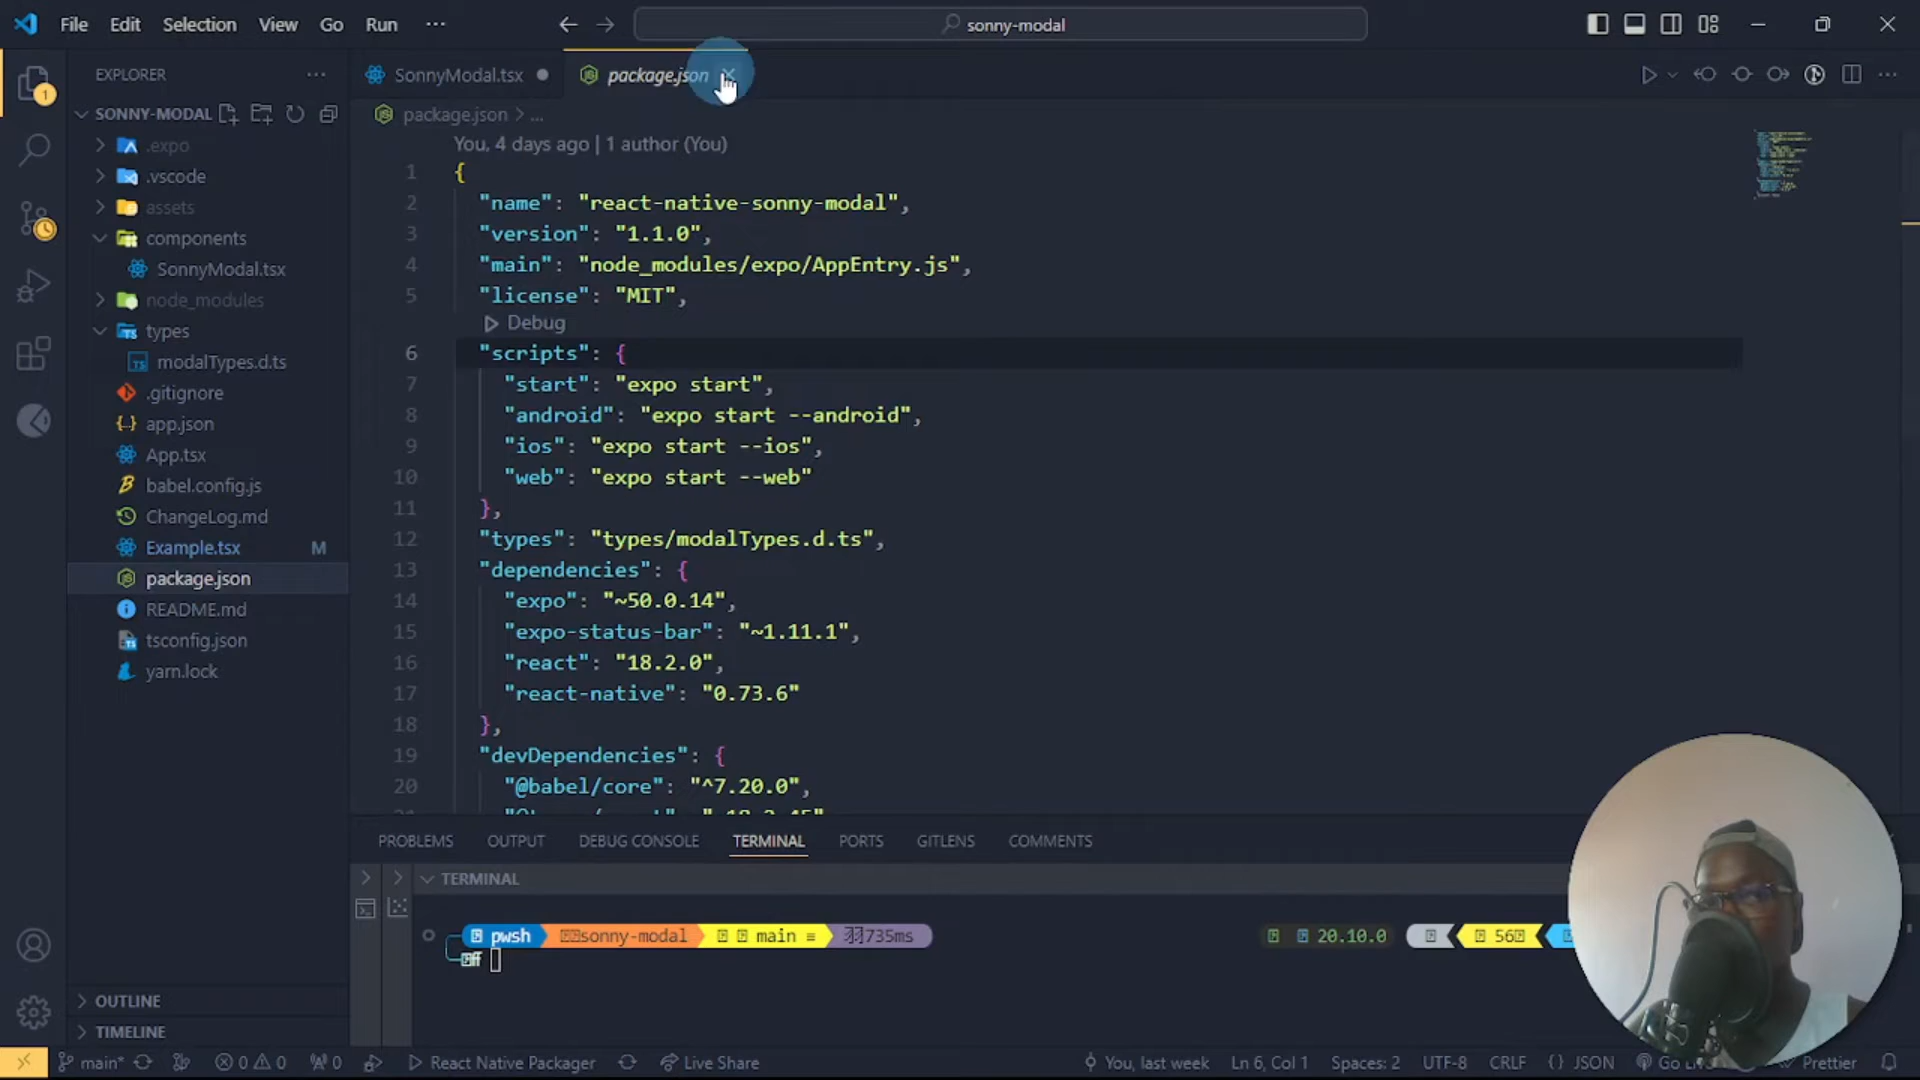 File Edit Selection View Go Run ···
sonny-modal
EXPLORER ···
SonnyModal.tsx
package.json
SONNY-MODAL
package.json > ...
.expo
.vscode
assets
components
SonnyModal.tsx
node_modules
types
modalTypes.d.ts
.gitignore
app.json
App.tsx
babel.config.js
ChangeLog.md
Example.tsx M
package.json
README.md
tsconfig.json
yarn.lock
OUTLINE
TIMELINE
You, 4 days ago | 1 author (You)
1 {
2 "name": "react-native-sonny-modal",
3 "version": "1.1.0",
4 "main": "node_modules/expo/AppEntry.js",
5 "license": "MIT",
Debug
6 "scripts": {
7 "start": "expo start",
8 "android": "expo start --android",
9 "ios": "expo start --ios",
10 "web": "expo start --web"
11 },
12 "types": "types/modalTypes.d.ts",
13 "dependencies": {
14 "expo": "~50.0.14",
15 "expo-status-bar": "~1.11.1",
16 "react": "18.2.0",
17 "react-native": "0.73.6"
18 },
19 "devDependencies": {
20 "@babel/core": "^7.20.0",
PROBLEMS OUTPUT DEBUG CONSOLE TERMINAL PORTS GITLENS COMMENTS
TERMINAL
pwsh sonny-modal main ≡ 735ms 20.10.0 56
main* 0 0 0 React Native Packager Live Share You, last week Ln 6, Col 1 Spaces: 2 UTF-8 CRLF {} JSON Prettier